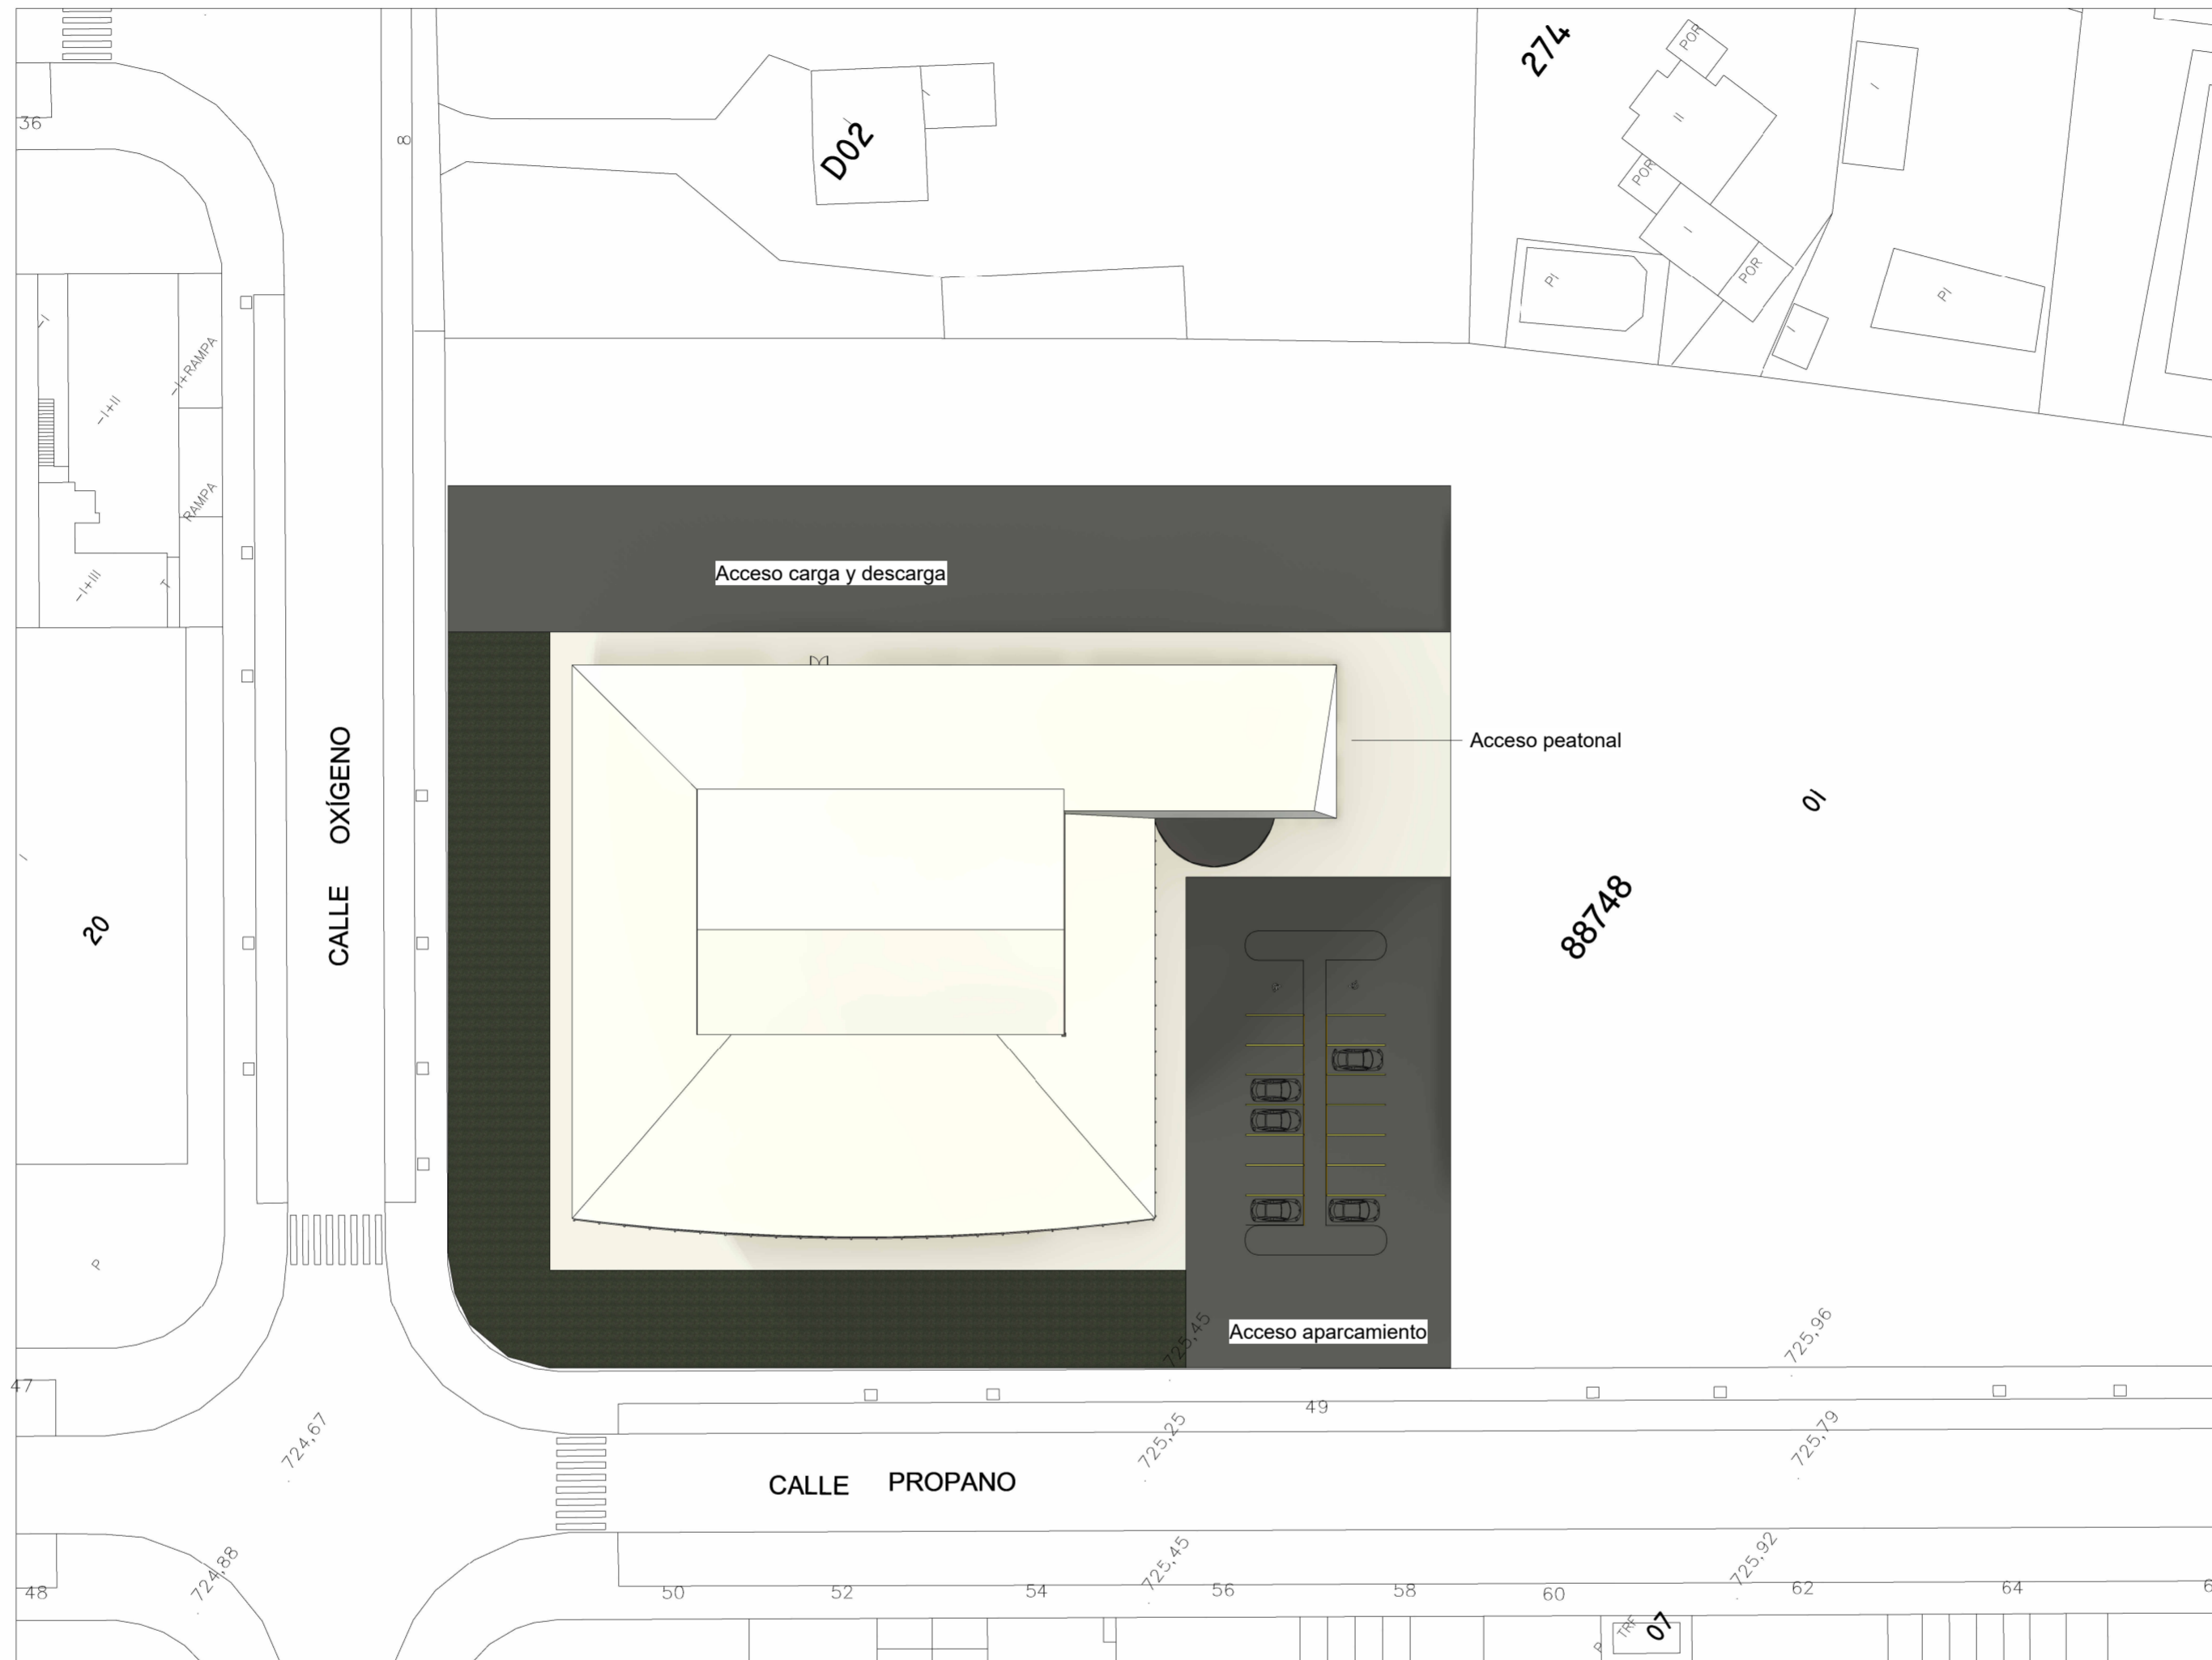 274
POR
I
II
36
8
I
I
D02
POR
I
POR
PI
PI
I
-I
-I+RAMPA
-I+II
RAMPA
-I+III
T
Acceso carga y descarga
Acceso peatonal
CALLE OXÍGENO
01
I
20
88748
P
725,45
Acceso aparcamiento
725,96
47
49
724,67
725,25
725,79
CALLE PROPANO
724,88
725,45
725,92
48
50
52
54
56
58
60
62
64
P
TRF
07